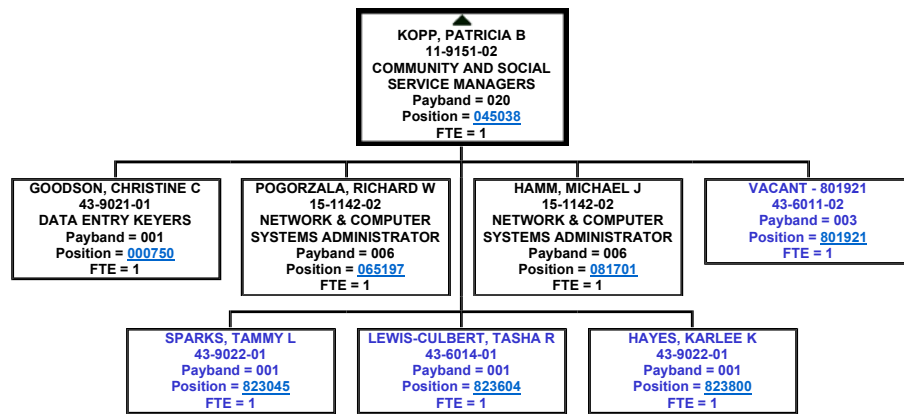 KOPP, PATRICIA B
11-9151-02
COMMUNITY AND SOCIAL
SERVICE MANAGERS
Payband = 020
Position = 045038
FTE = 1
GOODSON, CHRISTINE C
43-9021-01
DATA ENTRY KEYERS
Payband = 001
Position = 000750
FTE = 1
POGORZALA, RICHARD W
15-1142-02
NETWORK & COMPUTER
SYSTEMS ADMINISTRATOR
Payband = 006
Position = 065197
FTE = 1
HAMM, MICHAEL J
15-1142-02
NETWORK & COMPUTER
SYSTEMS ADMINISTRATOR
Payband = 006
Position = 081701
FTE = 1
VACANT - 801921
43-6011-02
Payband = 003
Position = 801921
FTE = 1
SPARKS, TAMMY L
43-9022-01
Payband = 001
Position = 823045
FTE = 1
LEWIS-CULBERT, TASHA R
43-6014-01
Payband = 001
Position = 823604
FTE = 1
HAYES, KARLEE K
43-9022-01
Payband = 001
Position = 823800
FTE = 1